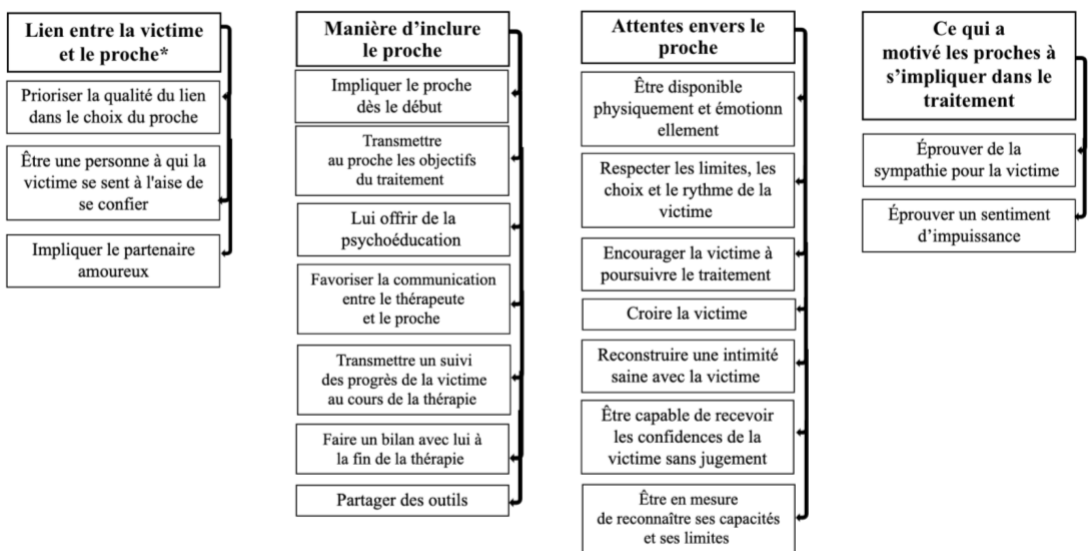 Lien entre la victime
et le proche*
Prioriser la qualité du lien
dans le choix du proche
Être une personne à qui la
victime se sent à l'aise de
se confier
Impliquer le partenaire
amoureux
Manière d’inclure
le proche
Impliquer le proche
dès le début
Transmettre
au proche les objectifs
du traitement
Lui offrir de la
psychoéducation
Favoriser la communication
entre le thérapeute
et le proche
Transmettre un suivi
des progrès de la victime
au cours de la thérapie
Faire un bilan avec lui à
la fin de la thérapie
Partager des outils
Attentes envers le
proche
Être disponible
physiquement et émotionn
ellement
Respecter les limites, les
choix et le rythme de la
victime
Encourager la victime à
poursuivre le traitement
Croire la victime
Reconstruire une intimité
saine avec la victime
Être capable de recevoir
les confidences de la
victime sans jugement
Être en mesure
de reconnaître ses capacités
et ses limites
Ce qui a
motivé les proches à
s’impliquer dans le
traitement
Éprouver de la
sympathie pour la victime
Éprouver un sentiment
d’impuissance